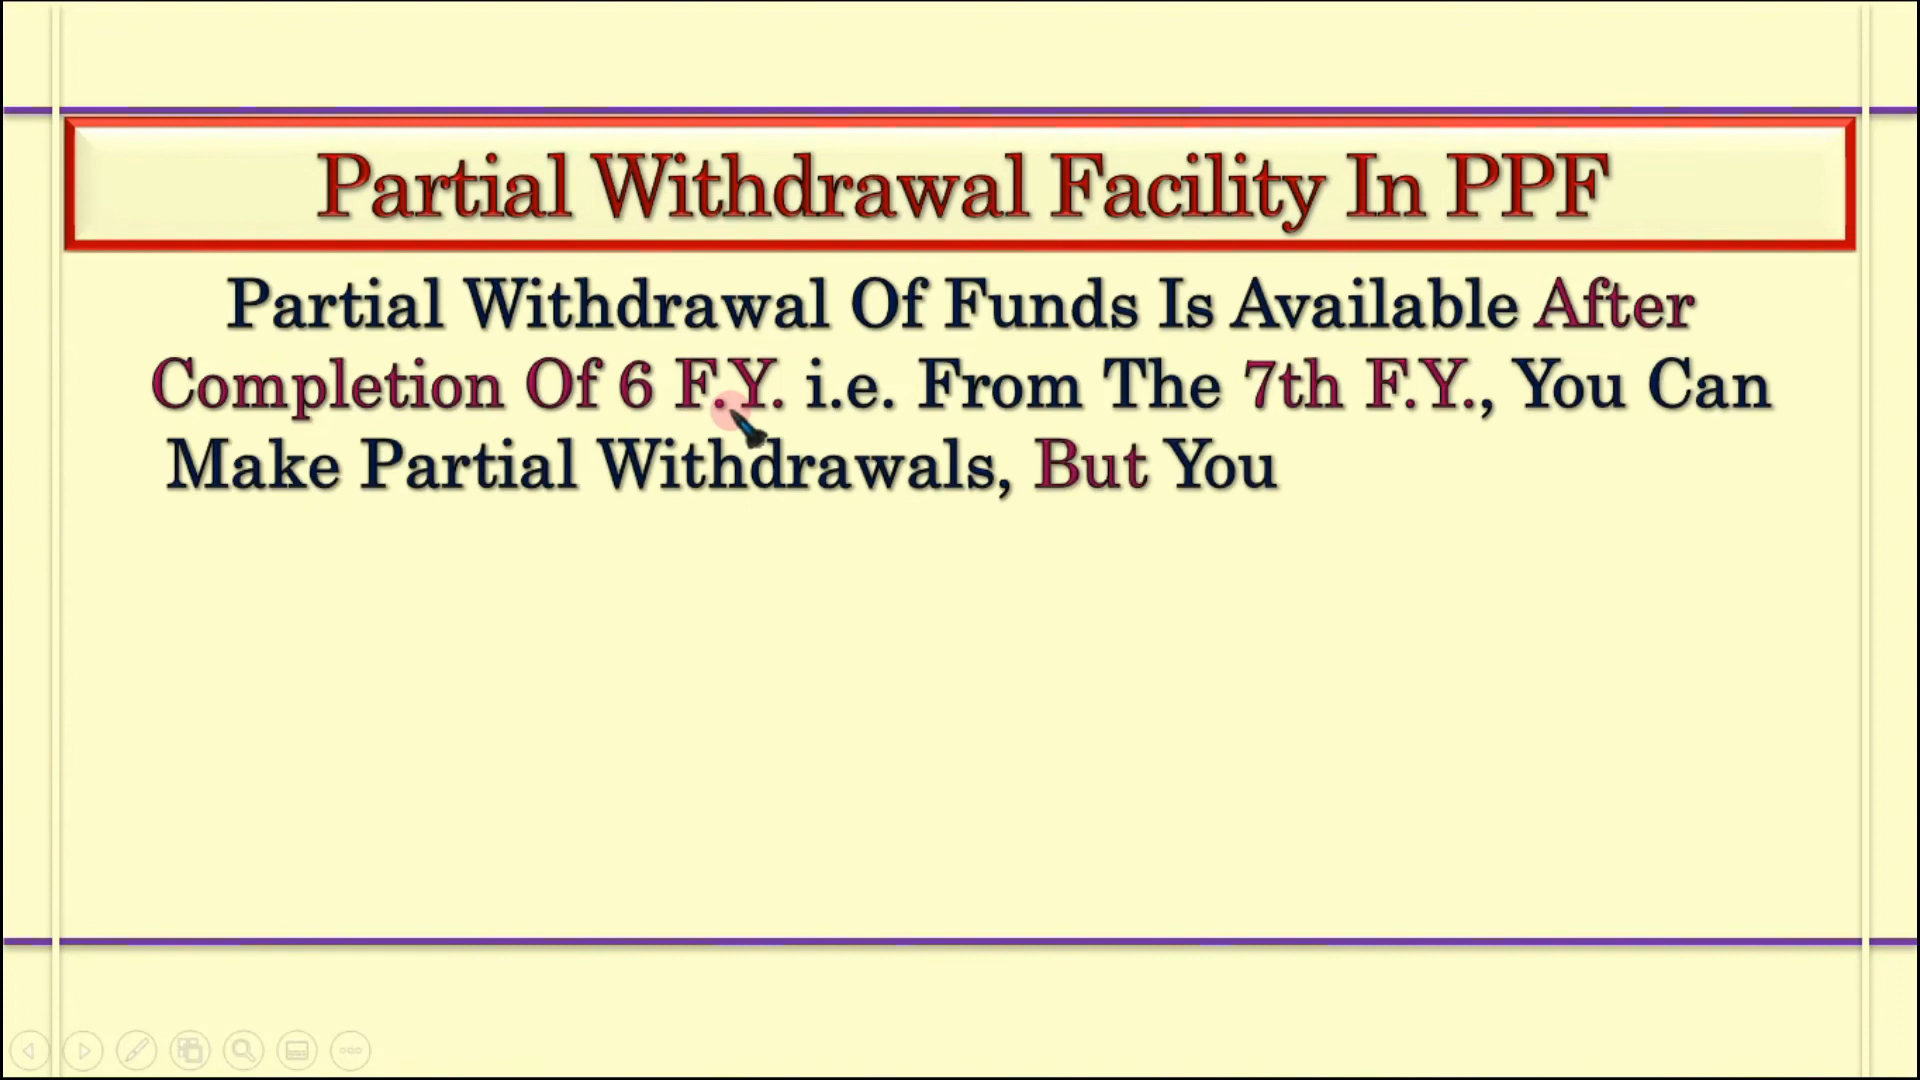 Partial Withdrawal Facility In PPF
Partial Withdrawal Of Funds Is Available After
Completion Of 6 F.Y. i.e. From The 7th F.Y., You Can
Make Partial Withdrawals, But You